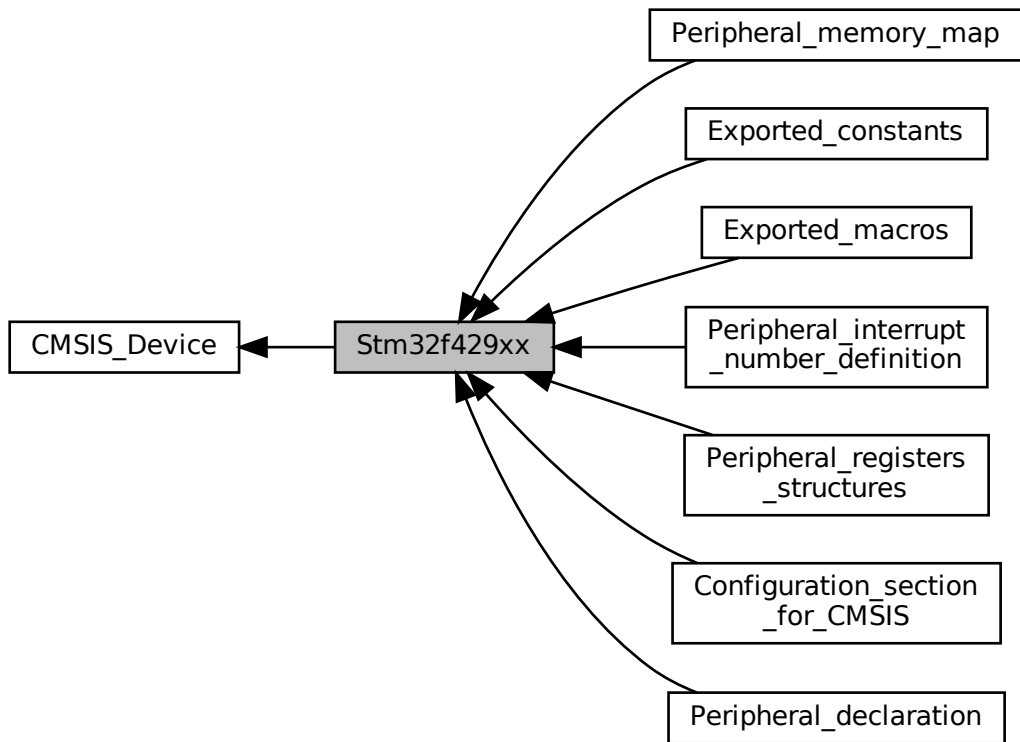 Peripheral_memory_map
Exported_constants
Exported_macros
Peripheral_interrupt
_number_definition
CMSIS_Device
Stm32f429xx
Peripheral_registers
_structures
Configuration_section
_for_CMSIS
Peripheral_declaration